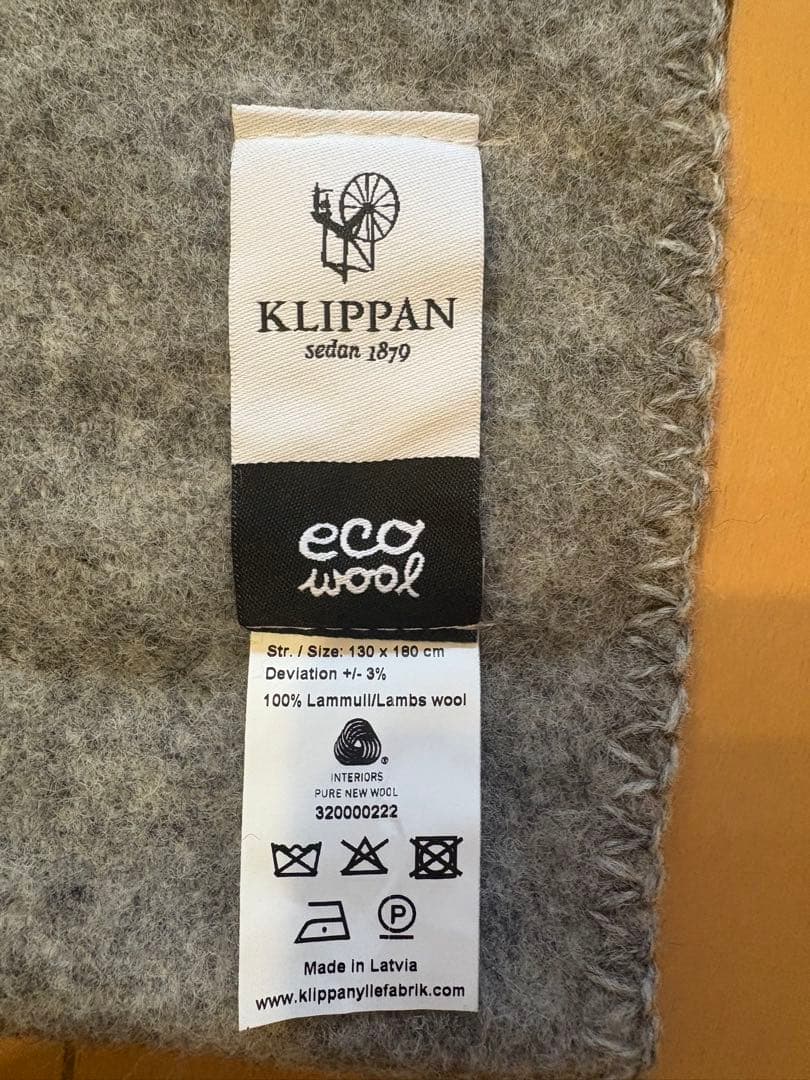 KLIPPAN
sedan 1879
eco
wool
Str. / Size: 130 x 180 cm
Deviation +/- 3%
100% Lammull/Lambs wool
INTERIORS
PURE NEW WOOL
320000222
P
Made in Latvia
www.klippanyllefabrik.com